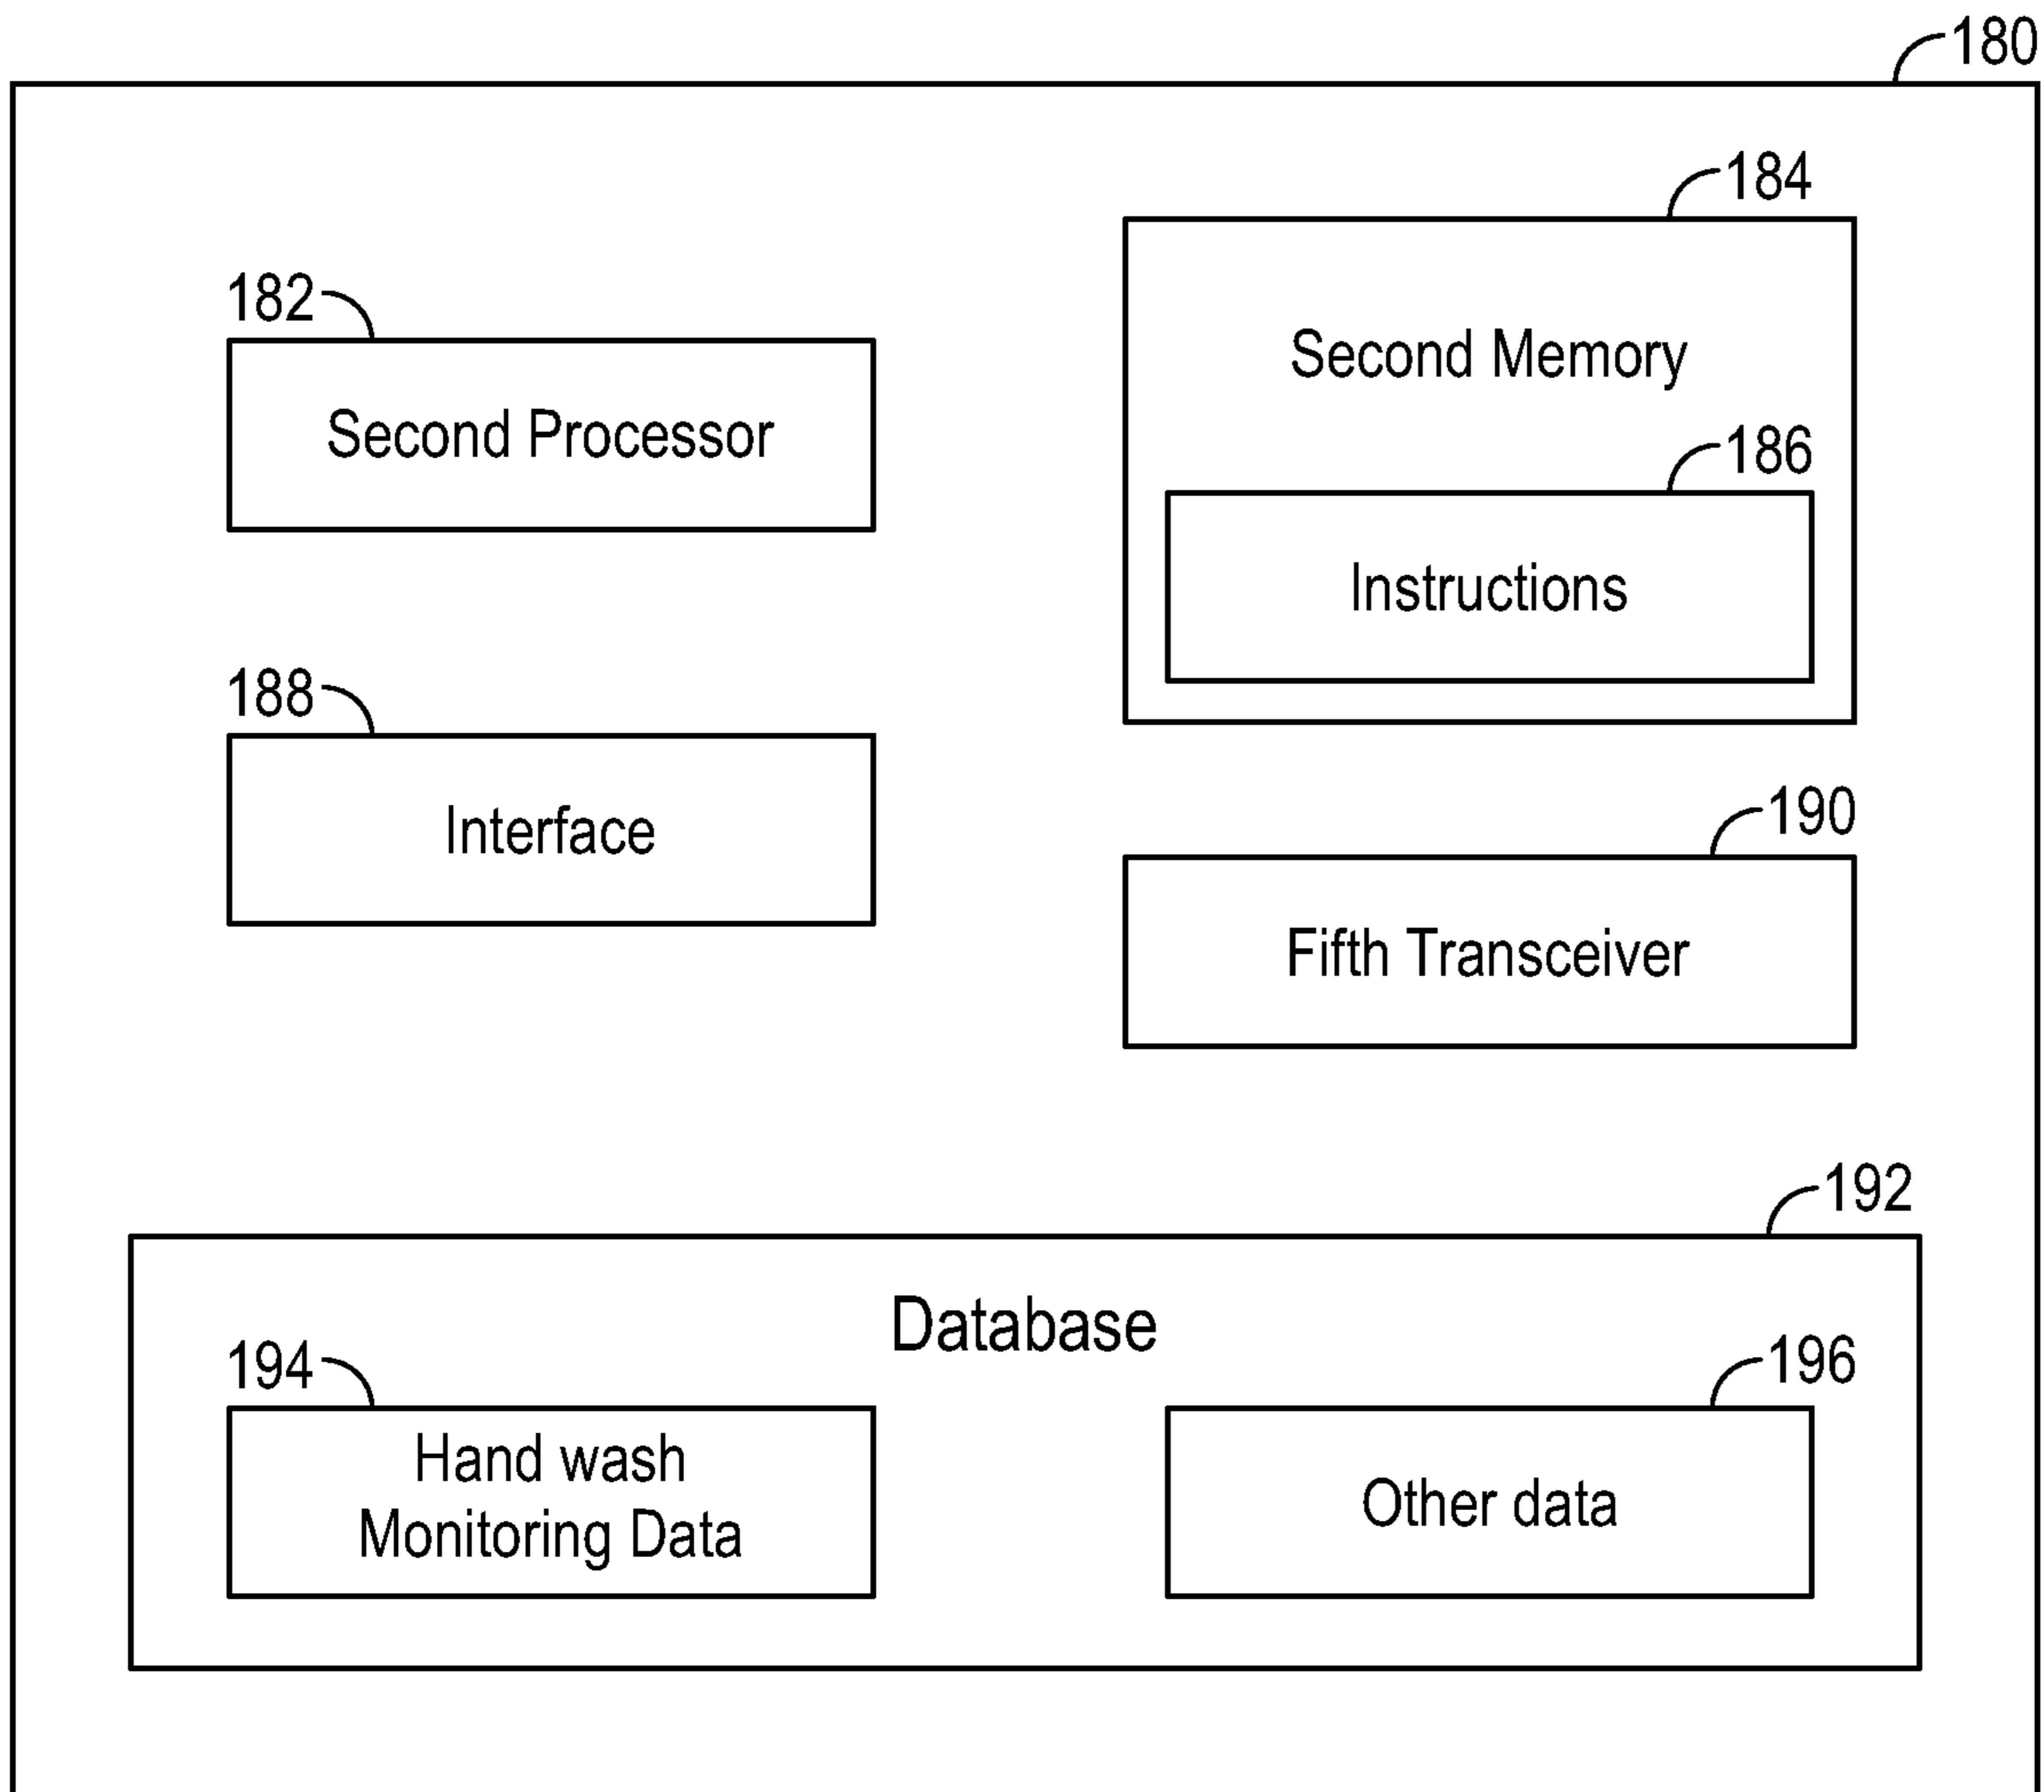 180
184
182
Second Memory
Second Processor
186
Instructions
188
Interface
190
Fifth Transceiver
192
Database
194
196
Hand wash
Monitoring Data
Other data